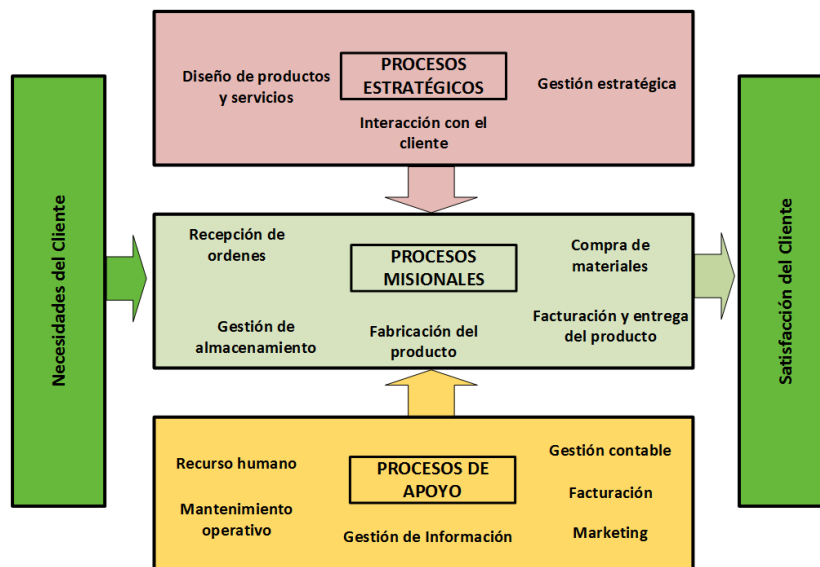 PROCESOS
ESTRATÉGICOS
Diseño de productos
y servicios
Gestión estratégica
Interacción con el
cliente
Necesidades del Cliente
Recepción de
ordenes
PROCESOS
MISIONALES
Compra de
materiales
Gestión de
almacenamiento
Fabricación del
producto
Facturación y entrega
del producto
Satisfacción del Cliente
Recurso humano
PROCESOS DE
APOYO
Gestión contable
Mantenimiento
operativo
Gestión de Información
Facturación
Marketing